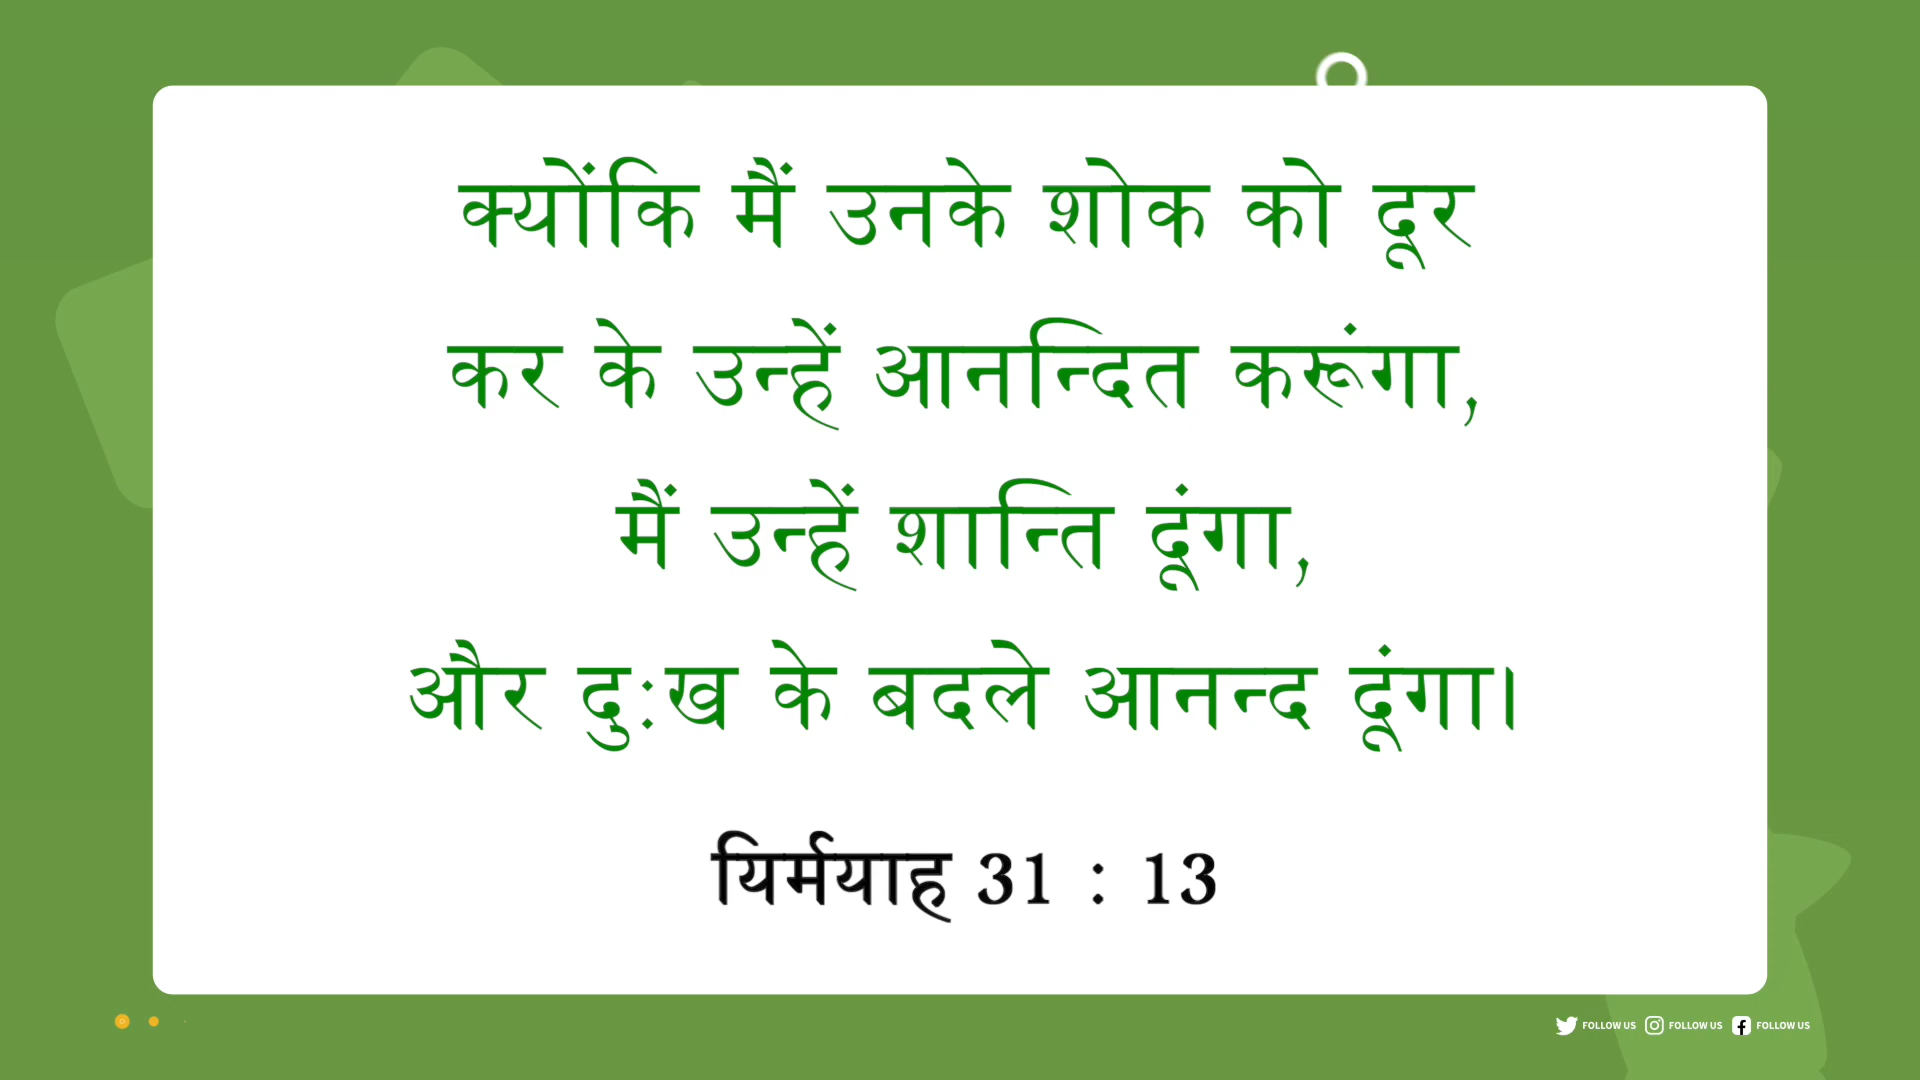 क्योंकि मैं उनके शोक को दूर
कर के उन्हें आनन्दित करूंगा,
मैं उन्हें शान्ति दूंगा,
और दु:ख के बदले आनन्द दूंगा।
यिर्मयाह 31 : 13
FOLLOW US FOLLOW US FOLLOW US